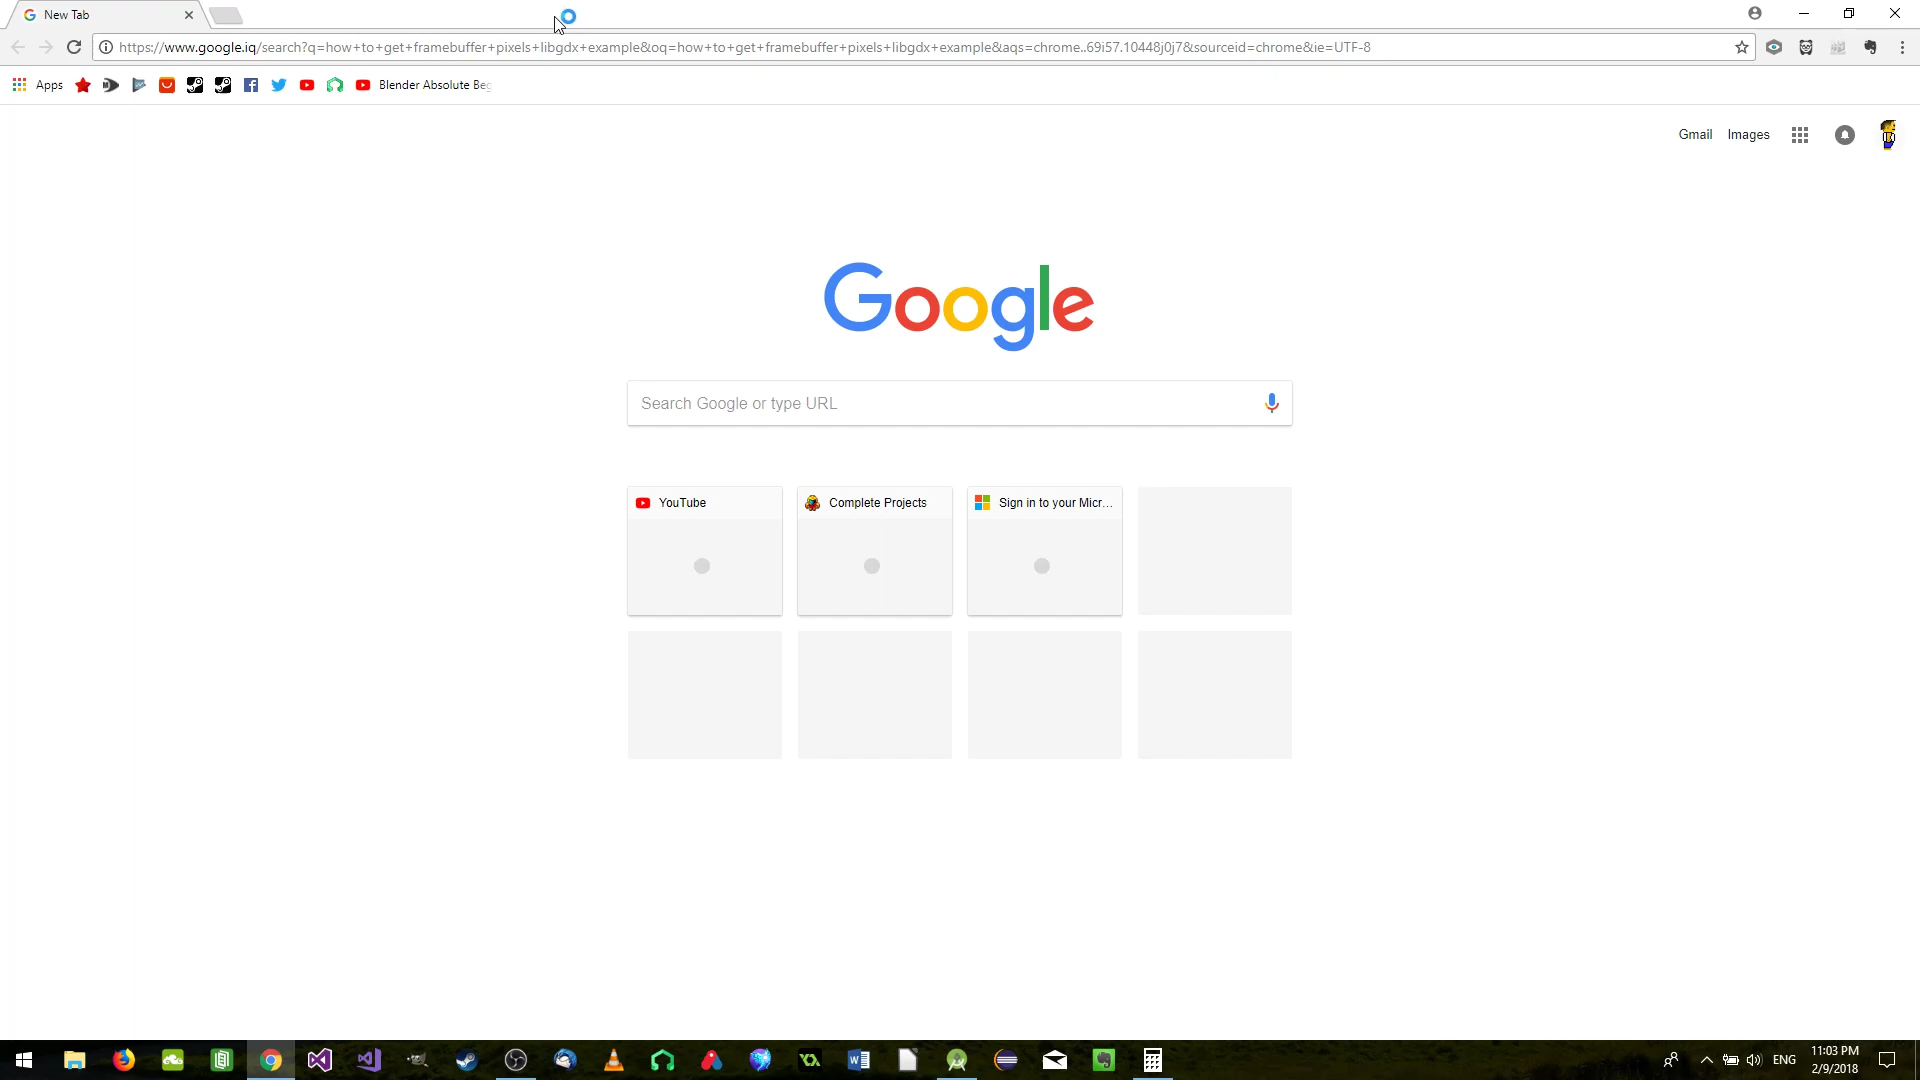 New Tab
https://www.google.iq/search?q=how+to+get+framebuffer+pixels+libgdx+example&oq=how+to+get+framebuffer+pixels+libgdx+example&aqs=chrome..69i57.10448j0j7&sourceid=chrome&ie=UTF-8
Apps
Blender Absolute Beg
Gmail Images
Google
Search Google or type URL
YouTube
Complete Projects
Sign in to your Micr...
ENG
11:03 PM
2/9/2018